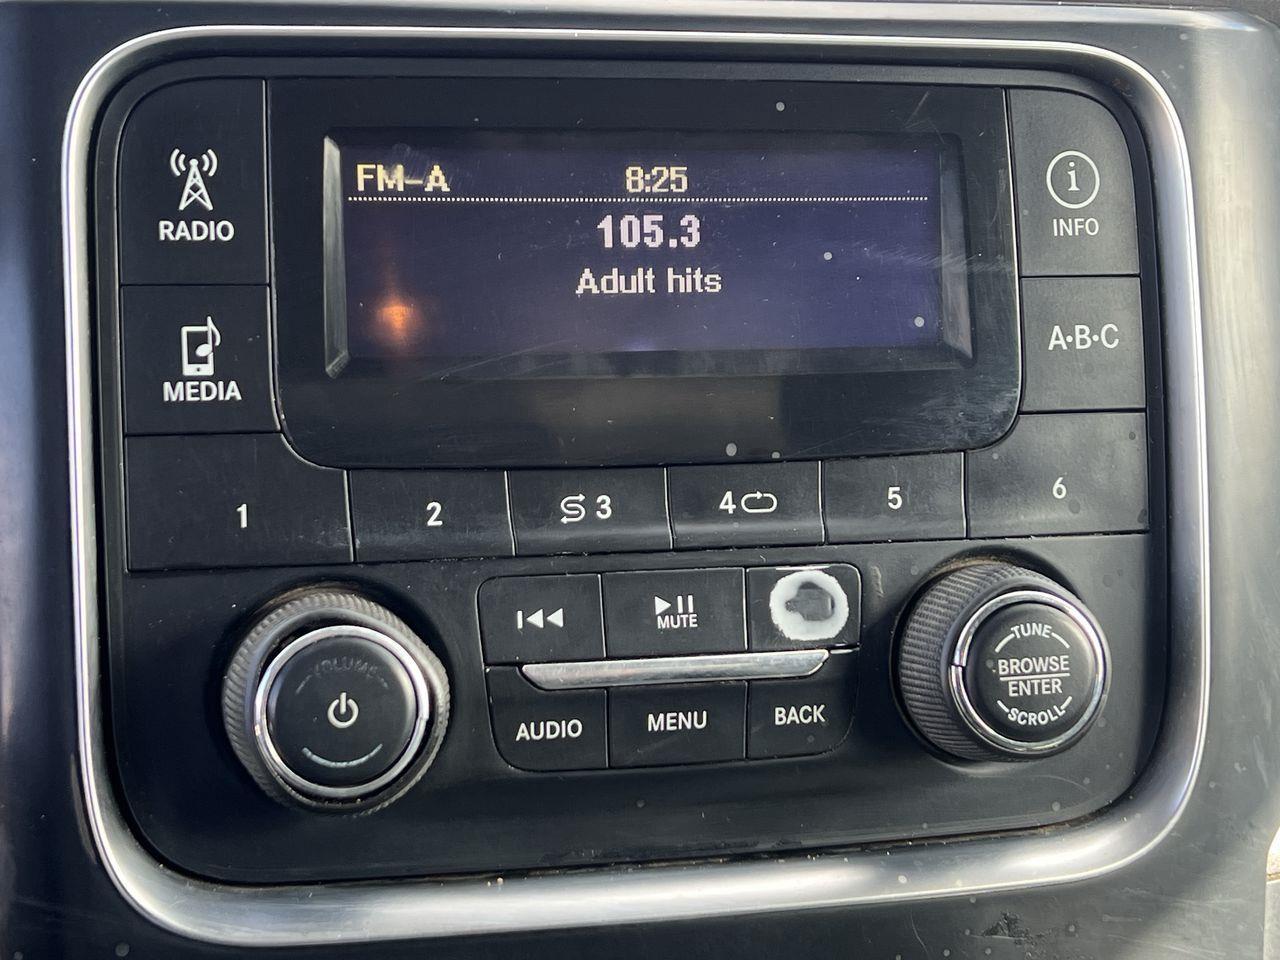 FM-A 8:25
105.3
Adult hits
RADIO
MEDIA
i
INFO
A•B•C
1
2
3
4
5
6
MUTE
AUDIO
MENU
BACK
VOLUME
TUNE
BROWSE
ENTER
SCROLL